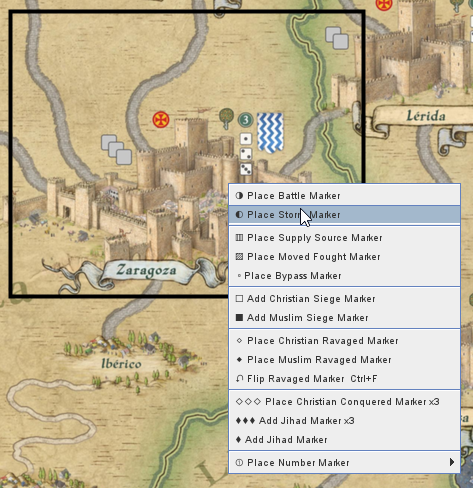 3
Lérida
Zaragoza
Ibérico
Place Battle Marker
Place Storm Marker
Place Supply Source Marker
Place Moved Fought Marker
Place Bypass Marker
Add Christian Siege Marker
Add Muslim Siege Marker
Place Christian Ravaged Marker
Place Muslim Ravaged Marker
Flip Ravaged Marker Ctrl+F
Place Christian Conquered Marker x3
Add Jihad Marker x3
Add Jihad Marker
Place Number Marker